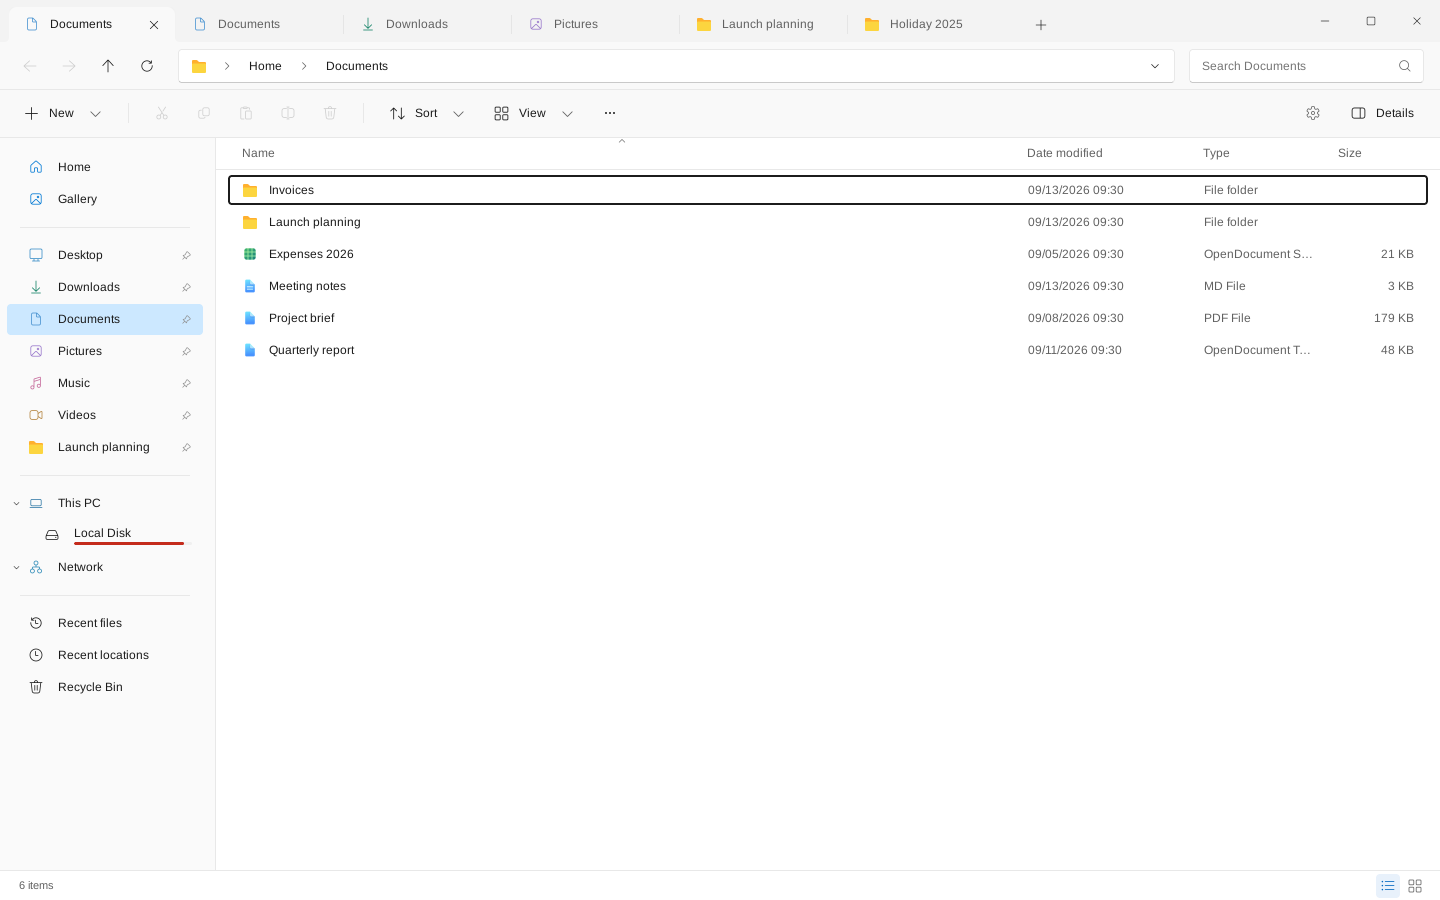 Documents
Documents
Downloads
Pictures
Launch planning
Holiday 2025
Home
Documents
Search Documents
New
Sort
View
Details
Home
Gallery
Desktop
Downloads
Documents
Pictures
Music
Videos
Launch planning
This PC
Local Disk
Network
Recent files
Recent locations
Recycle Bin
Name Date modified Type Size
Invoices 09/13/2026 09:30 File folder
Launch planning 09/13/2026 09:30 File folder
Expenses 2026 09/05/2026 09:30 OpenDocument S... 21 KB
Meeting notes 09/13/2026 09:30 MD File 3 KB
Project brief 09/08/2026 09:30 PDF File 179 KB
Quarterly report 09/11/2026 09:30 OpenDocument T... 48 KB
6 items